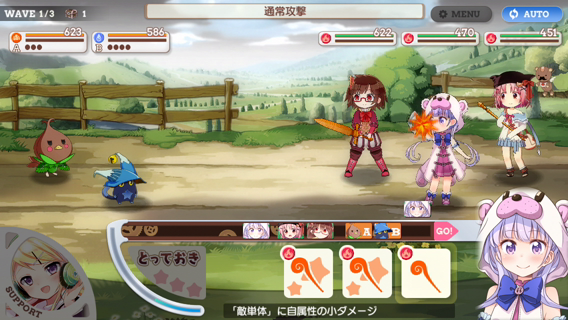 WAVE 1/3
1
通常攻撃
MENU
AUTO
623
586
622
470
451
A
B
A
B
GO!
とっておき
SUPPORT
「敵単体」に自属性の小ダメージ